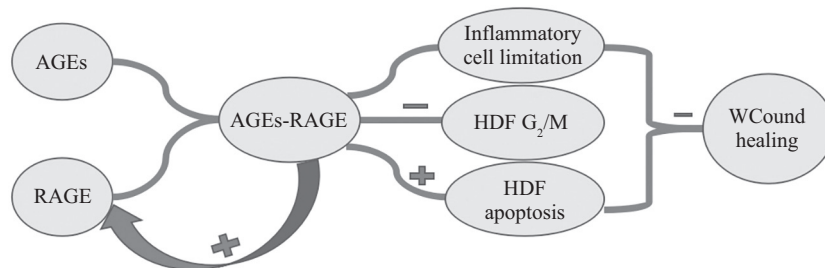 AGEs
RAGE
AGEs-RAGE
Inflammatory
cell limitation
HDF G₂/M
HDF
apoptosis
WCound
healing
−
+
+
−